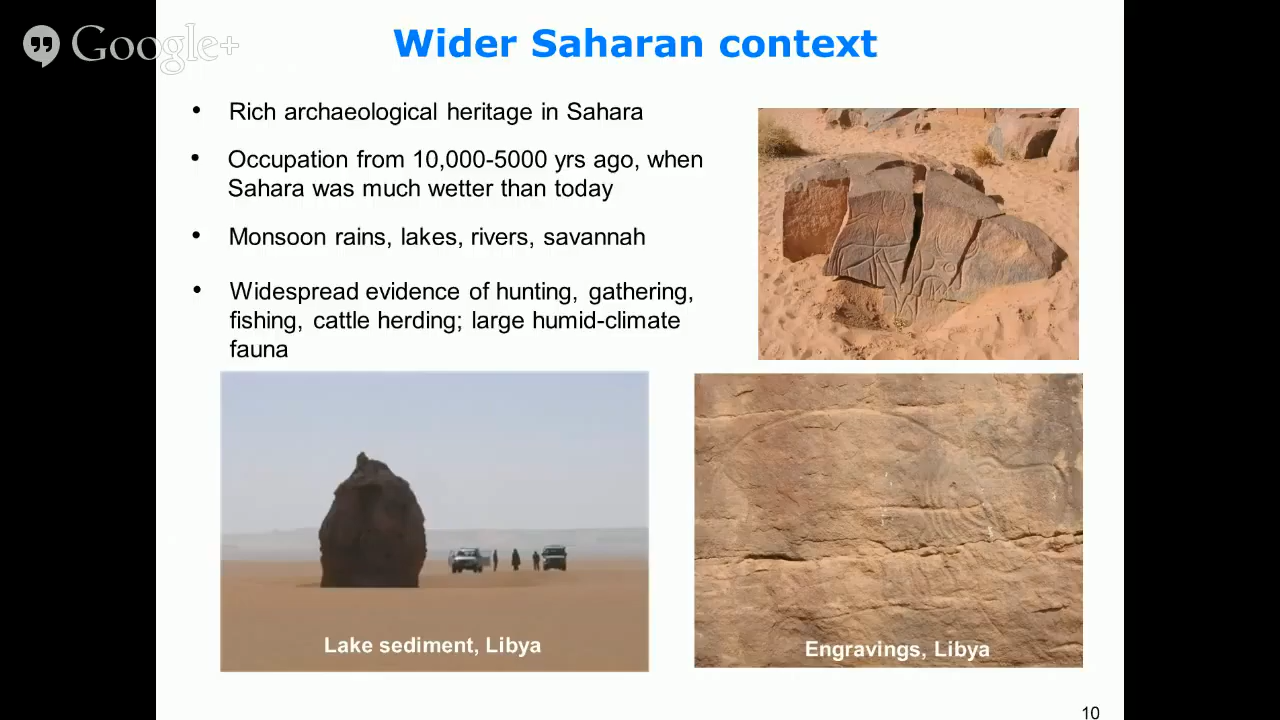 Google+
Wider Saharan context
• Rich archaeological heritage in Sahara
• Occupation from 10,000-5000 yrs ago, when
Sahara was much wetter than today
• Monsoon rains, lakes, rivers, savannah
• Widespread evidence of hunting, gathering,
fishing, cattle herding; large humid-climate
fauna
Lake sediment, Libya
Engravings, Libya
10